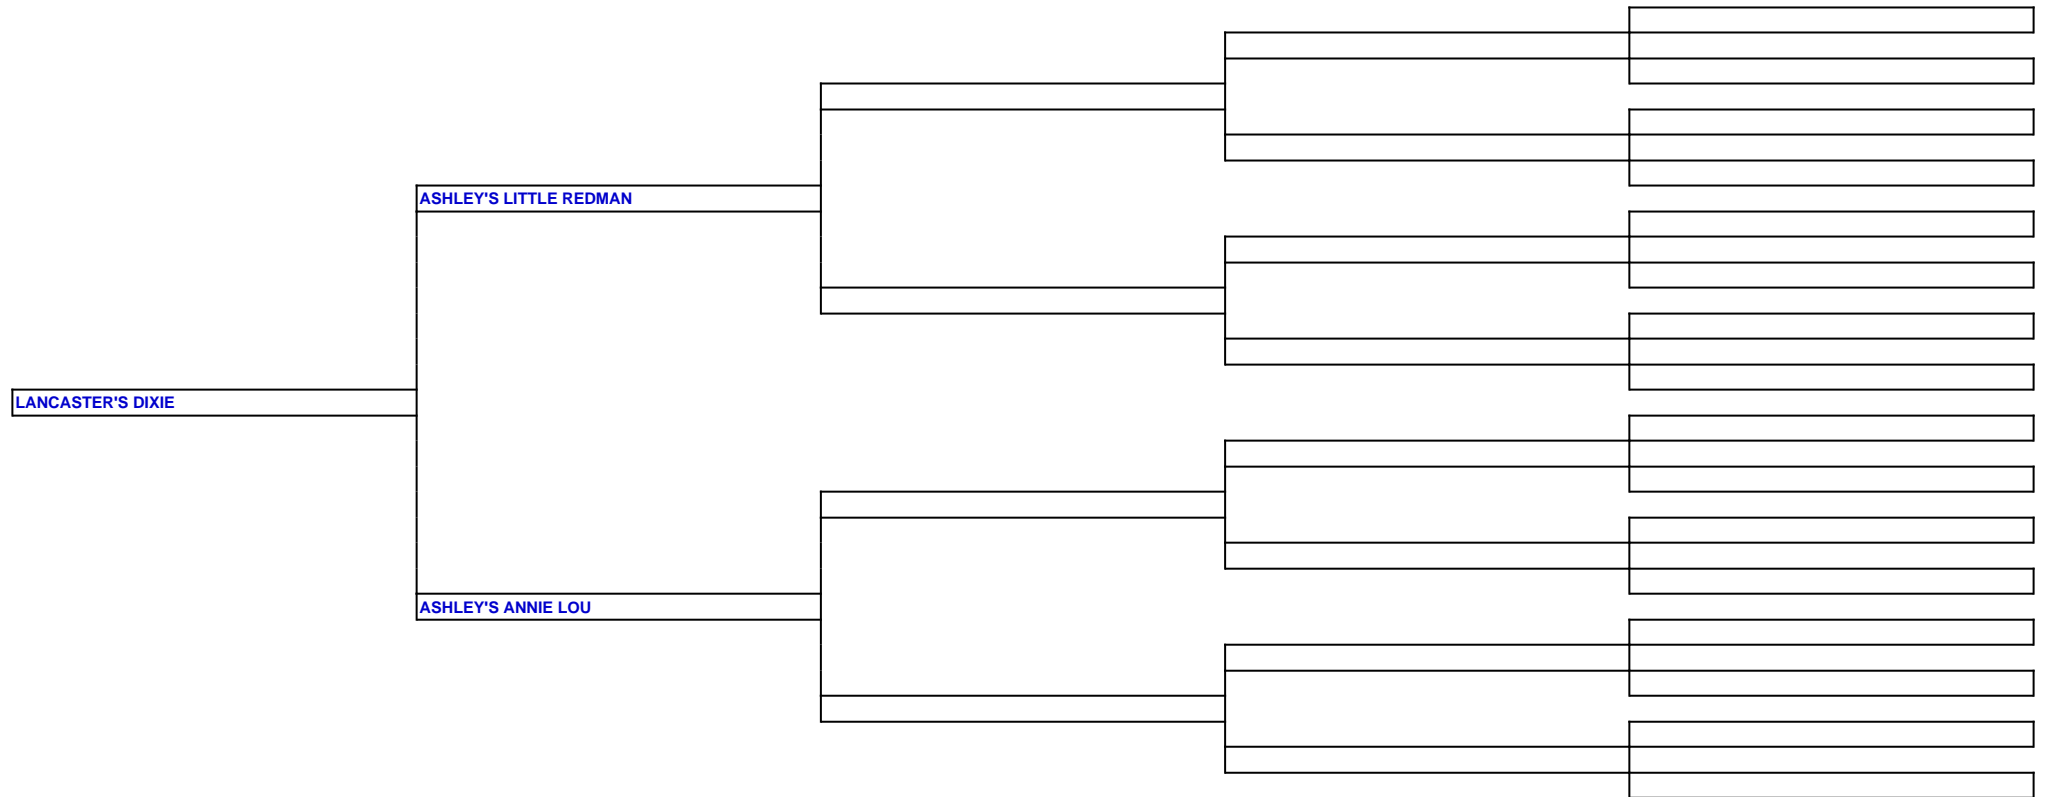 ASHLEY'S LITTLE REDMAN
LANCASTER'S DIXIE
ASHLEY'S ANNIE LOU